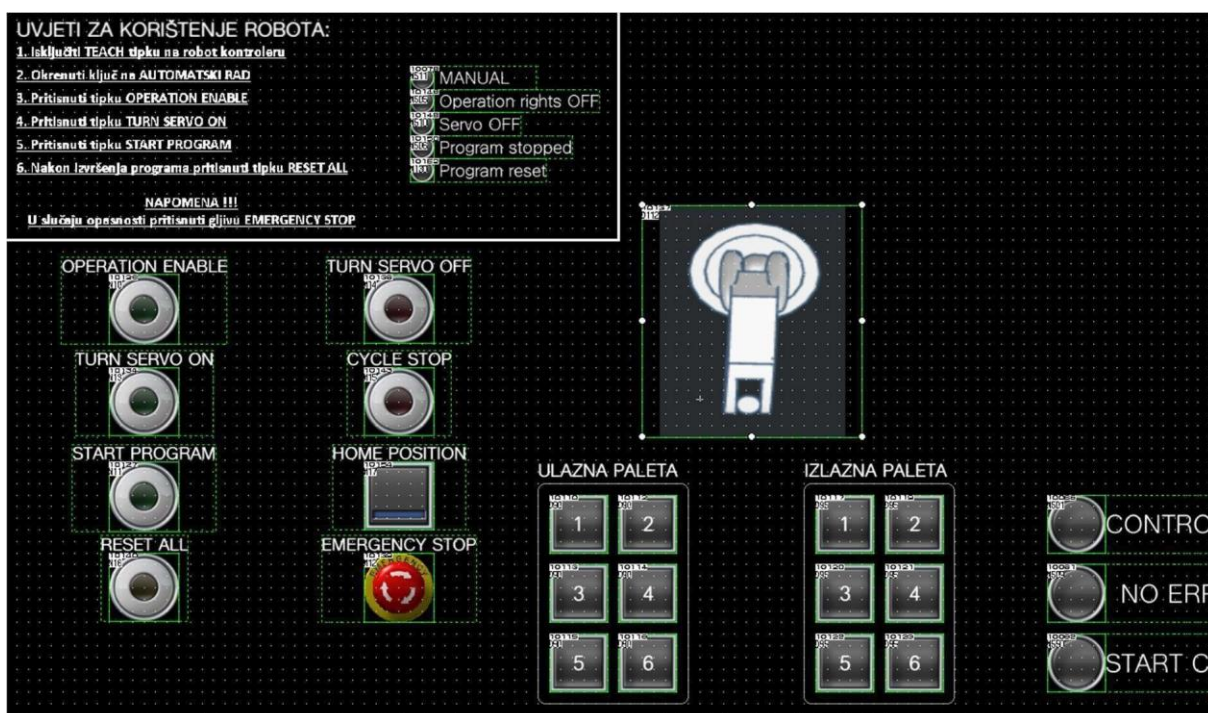 UVJETI ZA KORIŠTENJE ROBOTA:
1. Isključiti TEACH tipku na robot kontroleru
2. Okrenuti ključ na AUTOMATSKI RAD
3. Pritisnuti tipku OPERATION ENABLE
4. Pritisnuti tipku TURN SERVO ON
5. Pritisnuti tipku START PROGRAM
6. Nakon izvršenja programa pritisnuti tipku RESET ALL
NAPOMENA !!!
U slučaju opasnosti pritisnuti gljivu EMERGENCY STOP
MANUAL
Operation rights OFF
Servo OFF
Program stopped
Program reset
OPERATION ENABLE
TURN SERVO OFF
TURN SERVO ON
CYCLE STOP
START PROGRAM
HOME POSITION
RESET ALL
EMERGENCY STOP
ULAZNA PALETA
1 2
3 4
5 6
IZLAZNA PALETA
1 2
3 4
5 6
CONTRO
NO ERR
START C